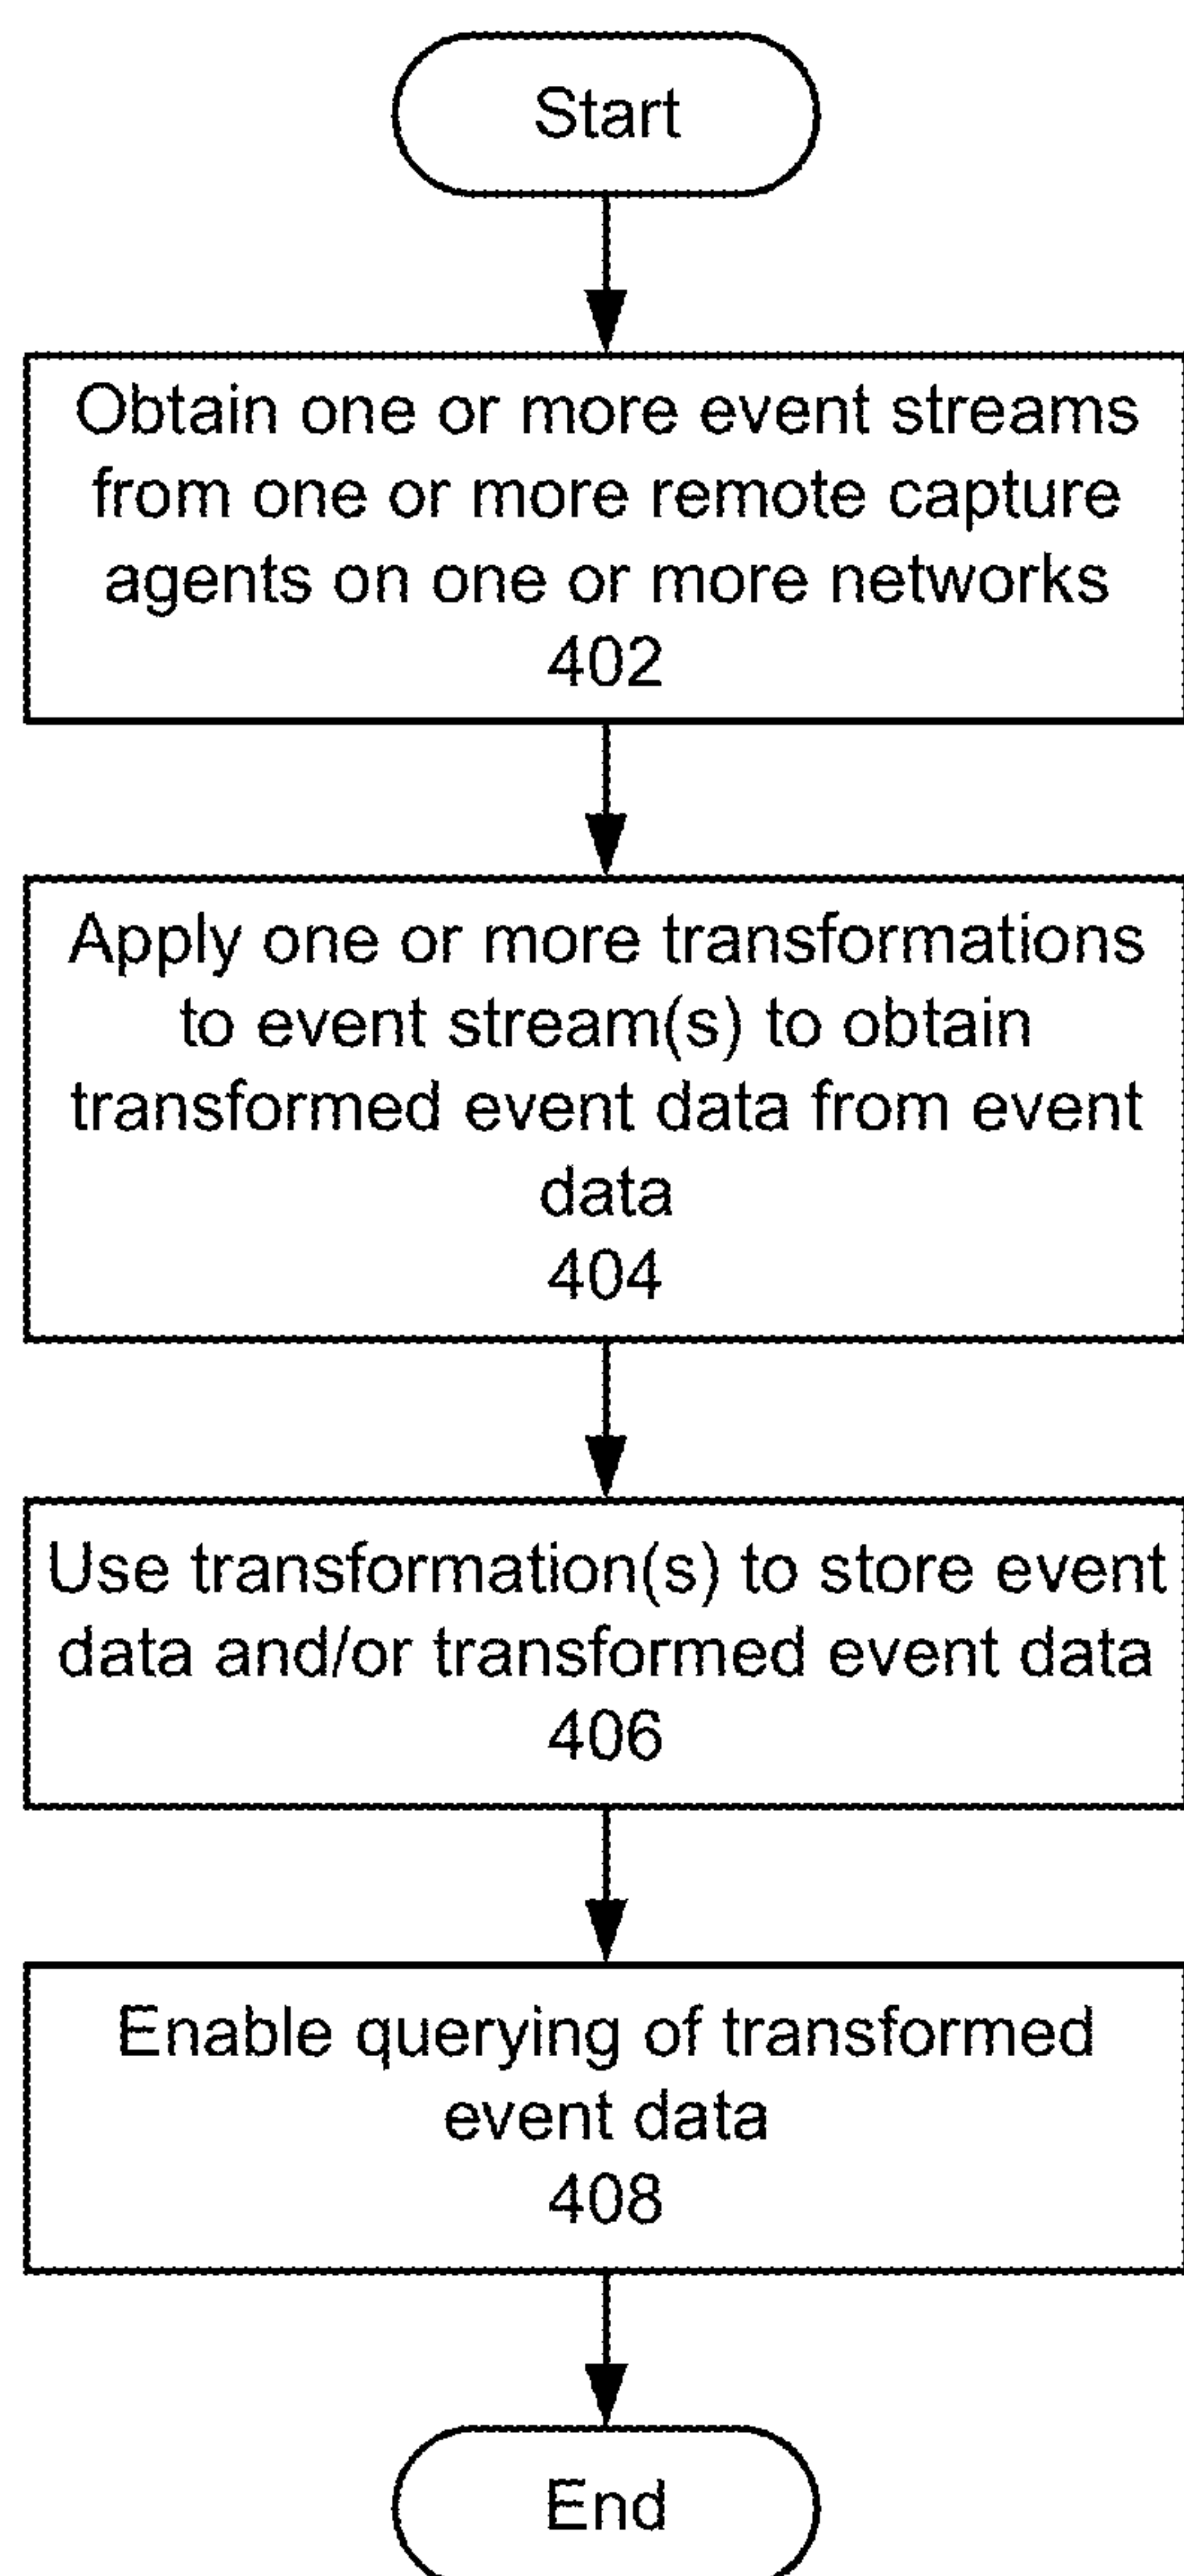 Start
Obtain one or more event streams
from one or more remote capture
agents on one or more networks
402
Apply one or more transformations
to event stream(s) to obtain
transformed event data from event
data
404
Use transformation(s) to store event
data and/or transformed event data
406
Enable querying of transformed
event data
408
End